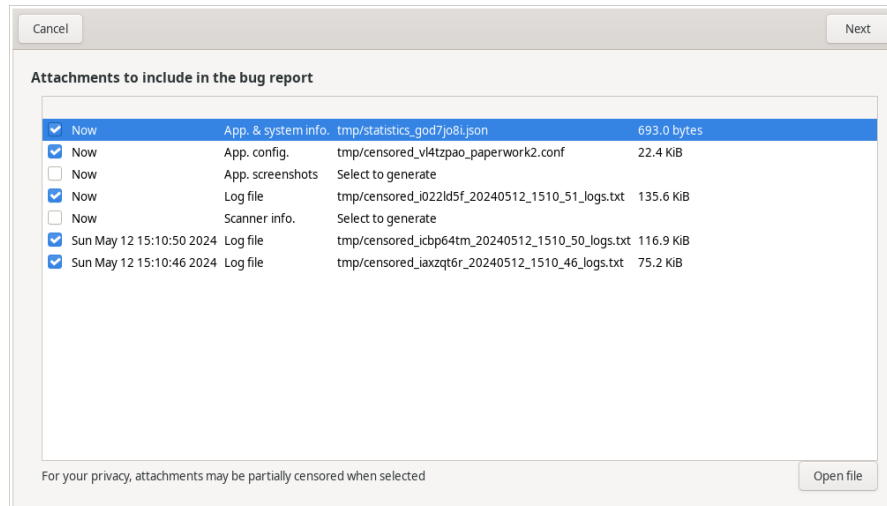 Cancel Next
Attachments to include in the bug report
Now App. & system info. tmp/statistics_god7jo8i.json 693.0 bytes
Now App. config. tmp/censored_vl4tzpao_paperwork2.conf 22.4 KiB
Now App. screenshots Select to generate
Now Log file tmp/censored_i022ld5f_20240512_1510_51_logs.txt 135.6 KiB
Now Scanner info. Select to generate
Sun May 12 15:10:50 2024 Log file tmp/censored_icbp64tm_20240512_1510_50_logs.txt 116.9 KiB
Sun May 12 15:10:46 2024 Log file tmp/censored_iaxzqt6r_20240512_1510_46_logs.txt 75.2 KiB
For your privacy, attachments may be partially censored when selected Open file